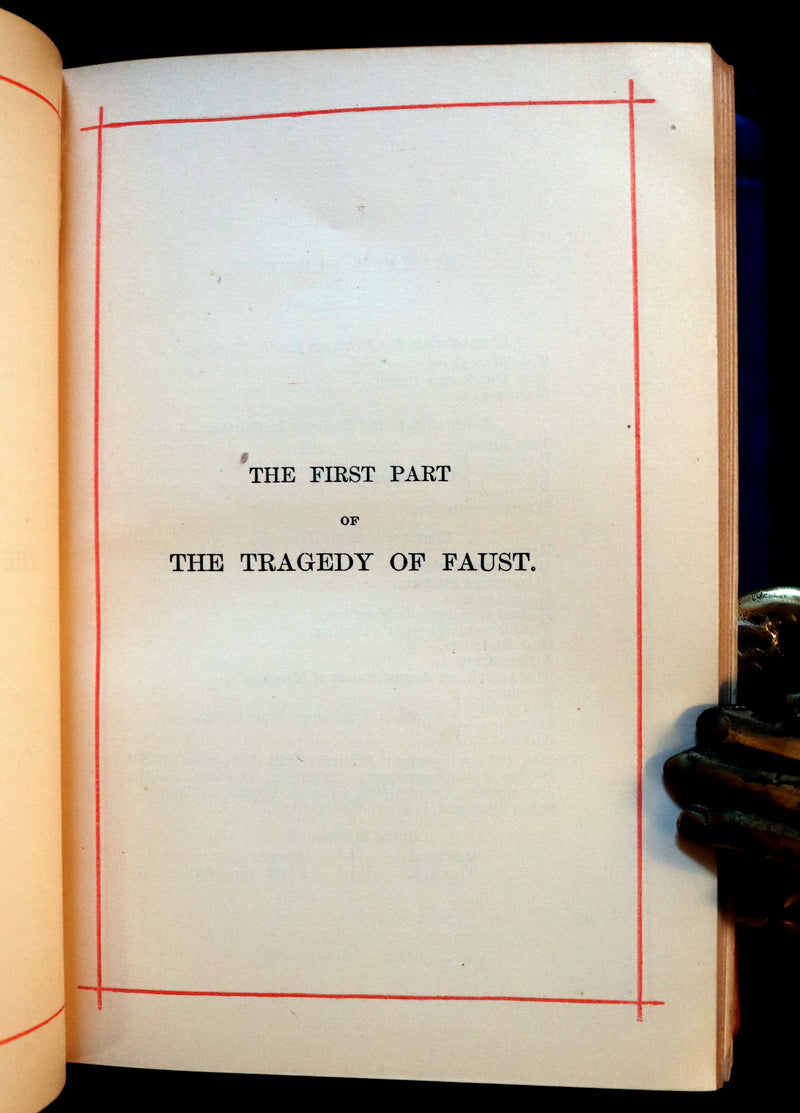 THE FIRST PART
OF
THE TRAGEDY OF FAUST.